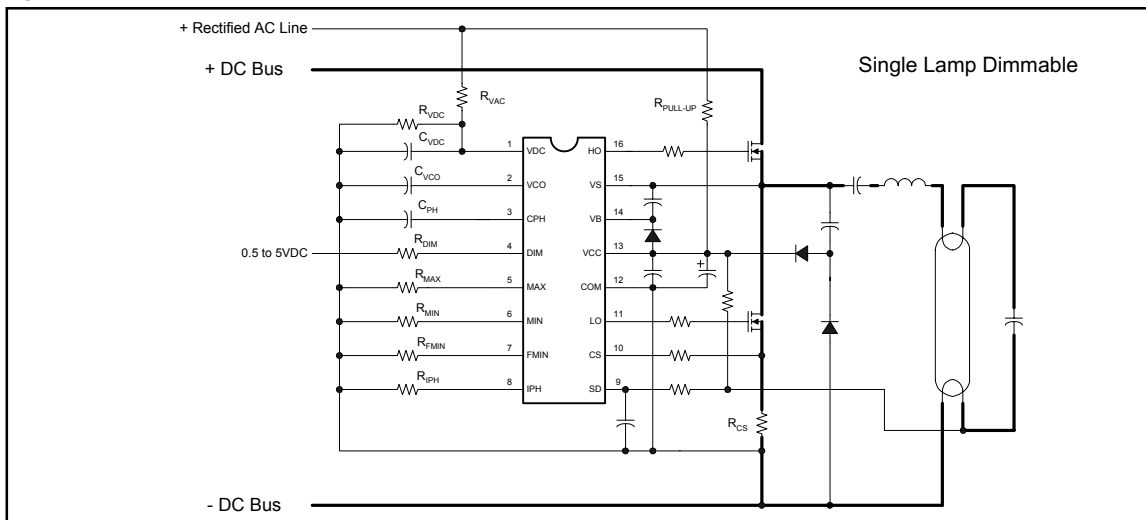 + Rectified AC Line
+ DC Bus
Single Lamp Dimmable
RVAC
RPULL-UP
RVDC
CVDC
1 VDC HO 16
CVCO
2 VCO VS 15
CPH
3 CPH VB 14
0.5 to 5VDC RDIM
4 DIM VCC 13
RMAX
5 MAX COM 12
+
RMIN
6 MIN LO 11
RFMIN
7 FMIN CS 10
RIPH
8 IPH SD 9
RCS
- DC Bus